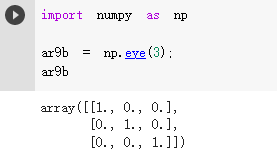 import numpy as np
ar9b = np.eye(3);
ar9b
array([[1., 0., 0.],
[0., 1., 0.],
[0., 0., 1.]])